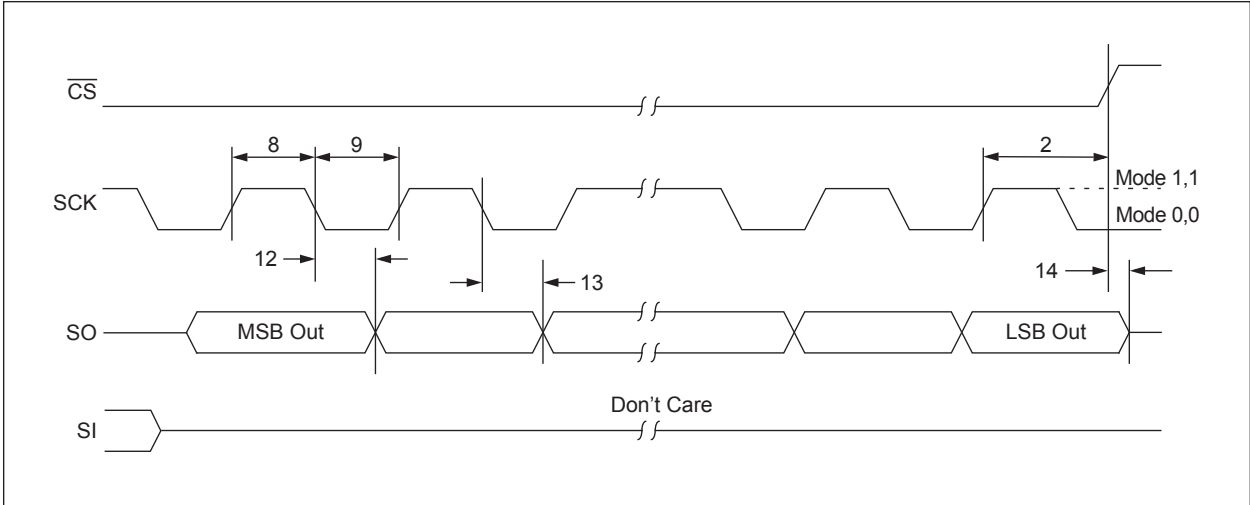 C̅S̅
8 9 2
SCK
Mode 1,1
Mode 0,0
12 14
13
SO MSB Out LSB Out
Don't Care
SI